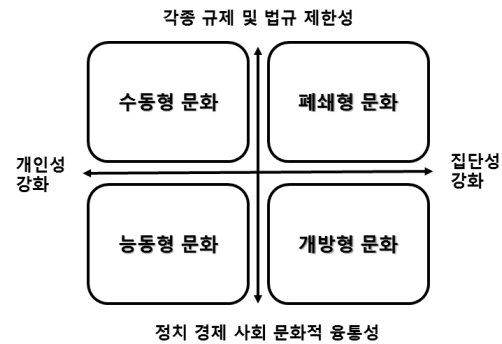 각종 규제 및 법규 제한성
수동형 문화
폐쇄형 문화
개인성
강화
집단성
강화
능동형 문화
개방형 문화
정치 경제 사회 문화적 융통성